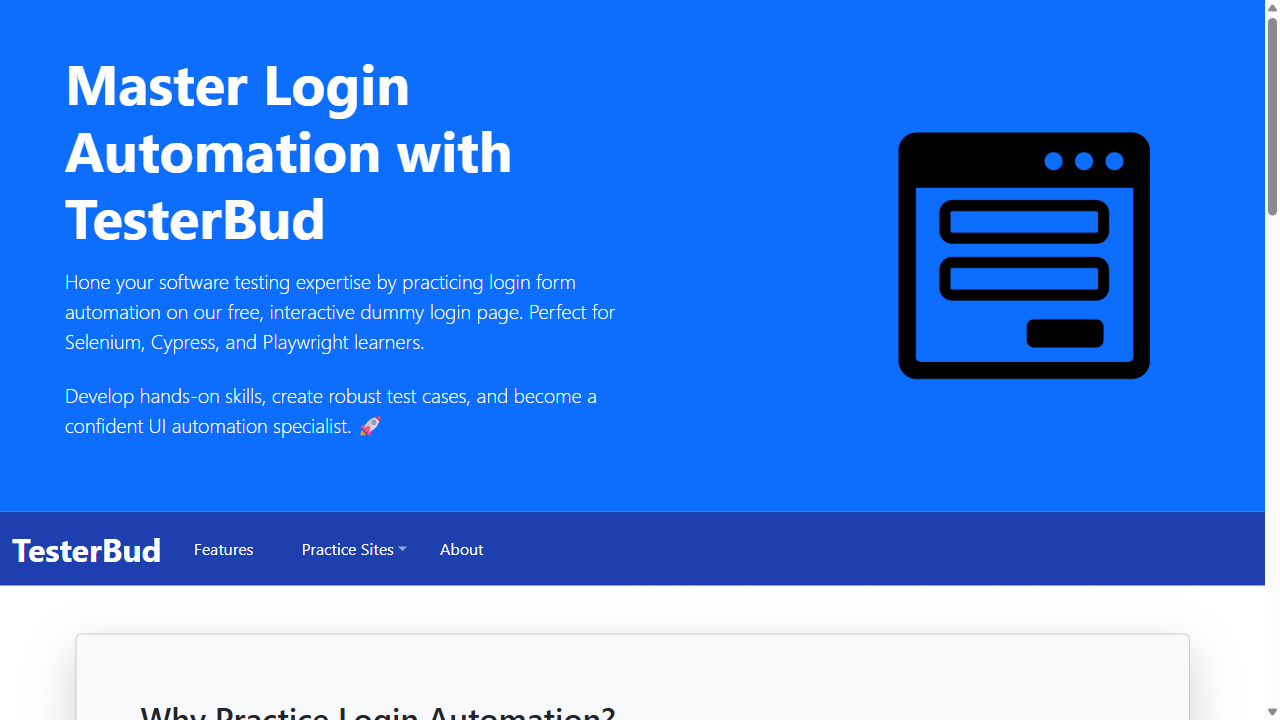 Master Login
Automation with
TesterBud
Hone your software testing expertise by practicing login form
automation on our free, interactive dummy login page. Perfect for
Selenium, Cypress, and Playwright learners.
Develop hands-on skills, create robust test cases, and become a
confident UI automation specialist. 🚀
TesterBud Features Practice Sites About
Why Practice Login Automation?